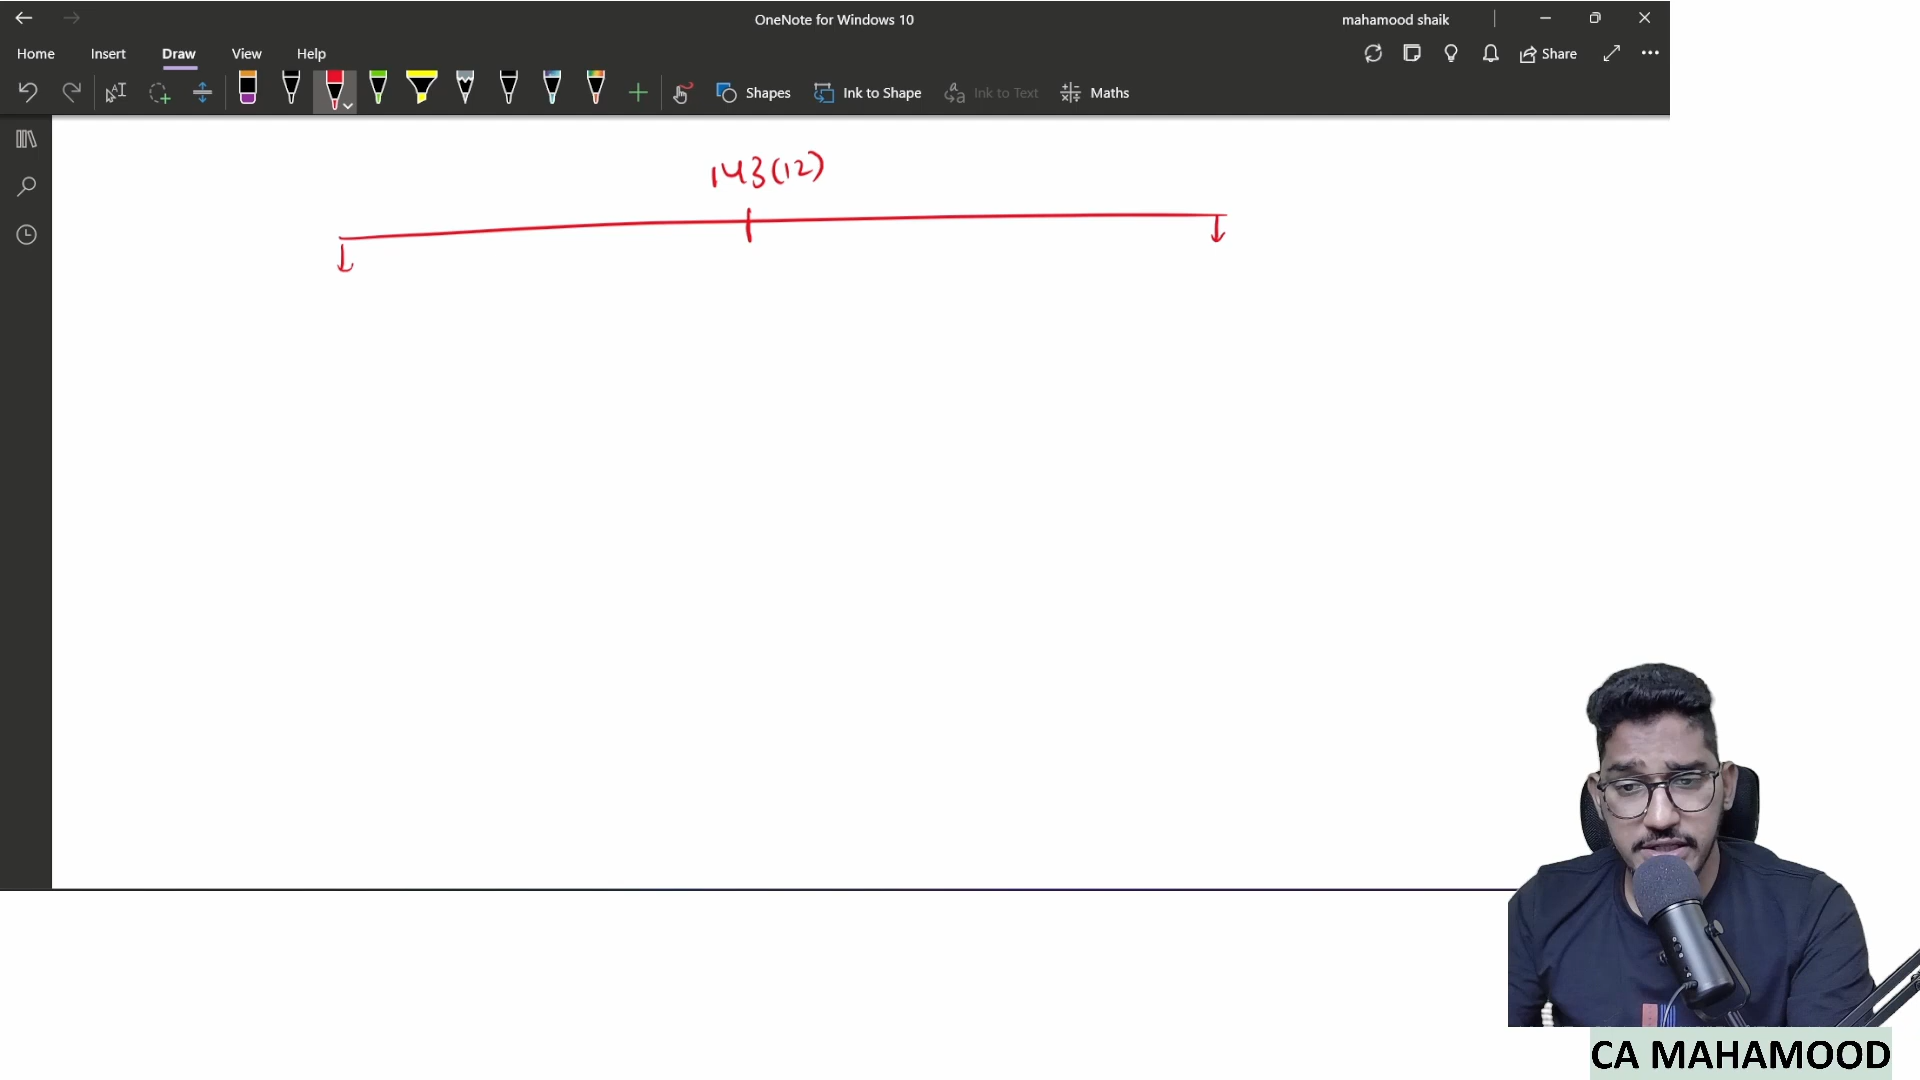 OneNote for Windows 10
mahamood shaik
Home Insert Draw View Help
Share
Shapes Ink to Shape Ink to Text Maths
143(12)
CA MAHAMOOD